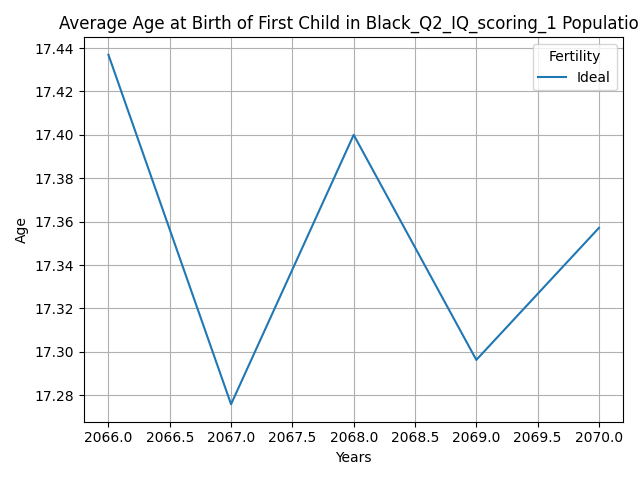 Average Age at Birth of First Child in Black_Q2_IQ_scoring_1 Populatio
17.44
17.42
17.40
17.38
17.36
17.34
17.32
17.30
17.28
Age
Fertility
Ideal
2066.0 2066.5 2067.0 2067.5 2068.0 2068.5 2069.0 2069.5 2070.0
Years